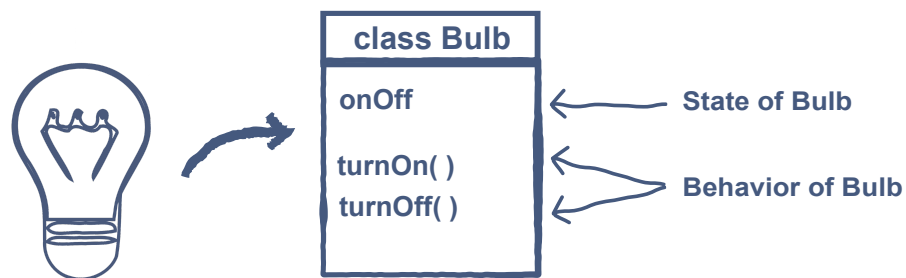 class Bulb
onOff
State of Bulb
turnOn( )
turnOff( )
Behavior of Bulb